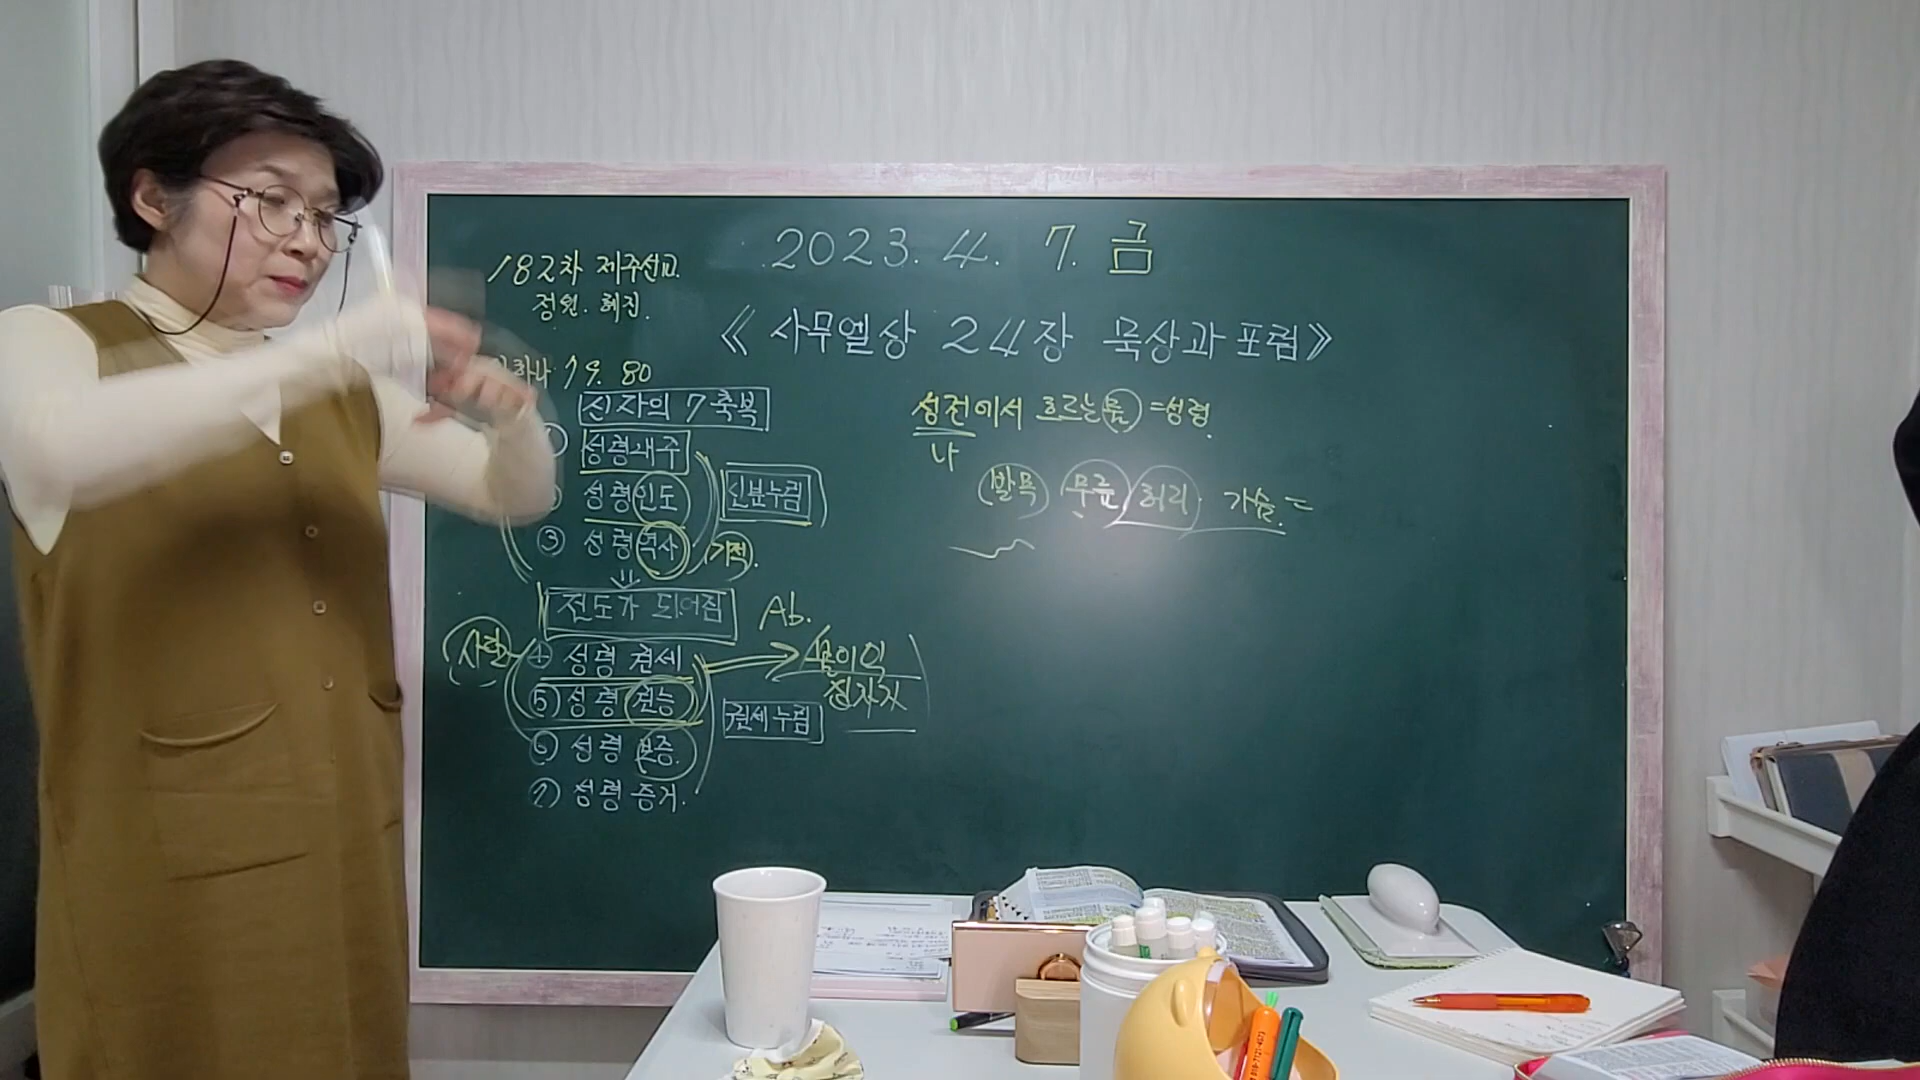 2023. 4. 7. 금
182차 제주선교.
정원. 혜진.
《 사무엘상 24장 묵상과 포럼》
하나 79. 80
신자의 7축복
성령내주
성령인도
신분누림
③ 성령역사
기적.
전도가 되어짐
Ab.
④ 성령 권세
⑤ 성령 전능
권세누림
⑥ 성령 보증.
⑦ 성령 증거.
성전에서 흐르는 물 = 성령.
나
발목 무릎 허리. 가슴. =